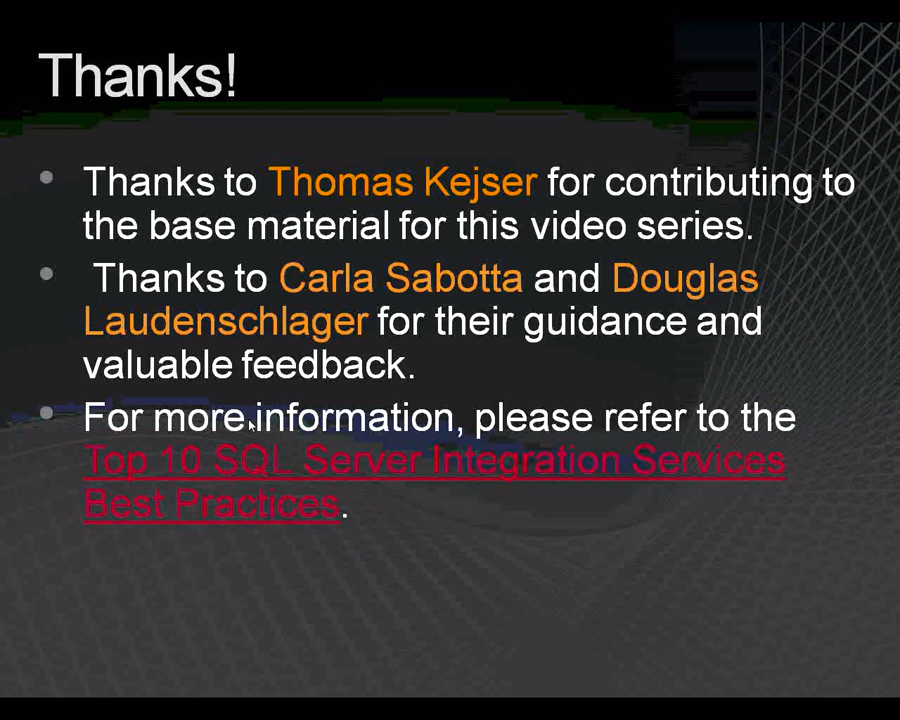 Thanks!
Thanks to Thomas Kejser for contributing to
the base material for this video series.
Thanks to Carla Sabotta and Douglas
Laudenschlager for their guidance and
valuable feedback.
For more information, please refer to the
Top 10 SQL Server Integration Services
Best Practices.